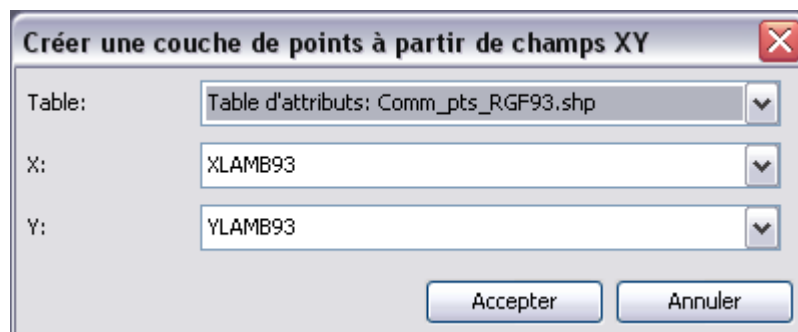 Créer une couche de points à partir de champs XY
Table: Table d'attributs: Comm_pts_RGF93.shp
X: XLAMB93
Y: YLAMB93
Accepter Annuler